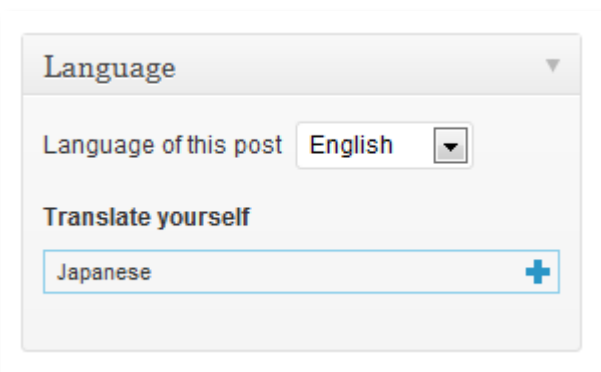 Language
Language of this post English
Translate yourself
Japanese